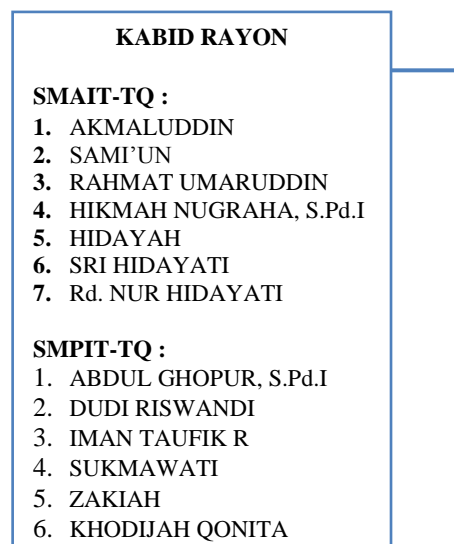 KABID RAYON
SMAIT-TQ :
1. AKMALUDDIN
2. SAMI’UN
3. RAHMAT UMARUDDIN
4. HIKMAH NUGRAHA, S.Pd.I
5. HIDAYAH
6. SRI HIDAYATI
7. Rd. NUR HIDAYATI
SMPIT-TQ :
1. ABDUL GHOPUR, S.Pd.I
2. DUDI RISWANDI
3. IMAN TAUFIK R
4. SUKMAWATI
5. ZAKIAH
6. KHODIJAH QONITA